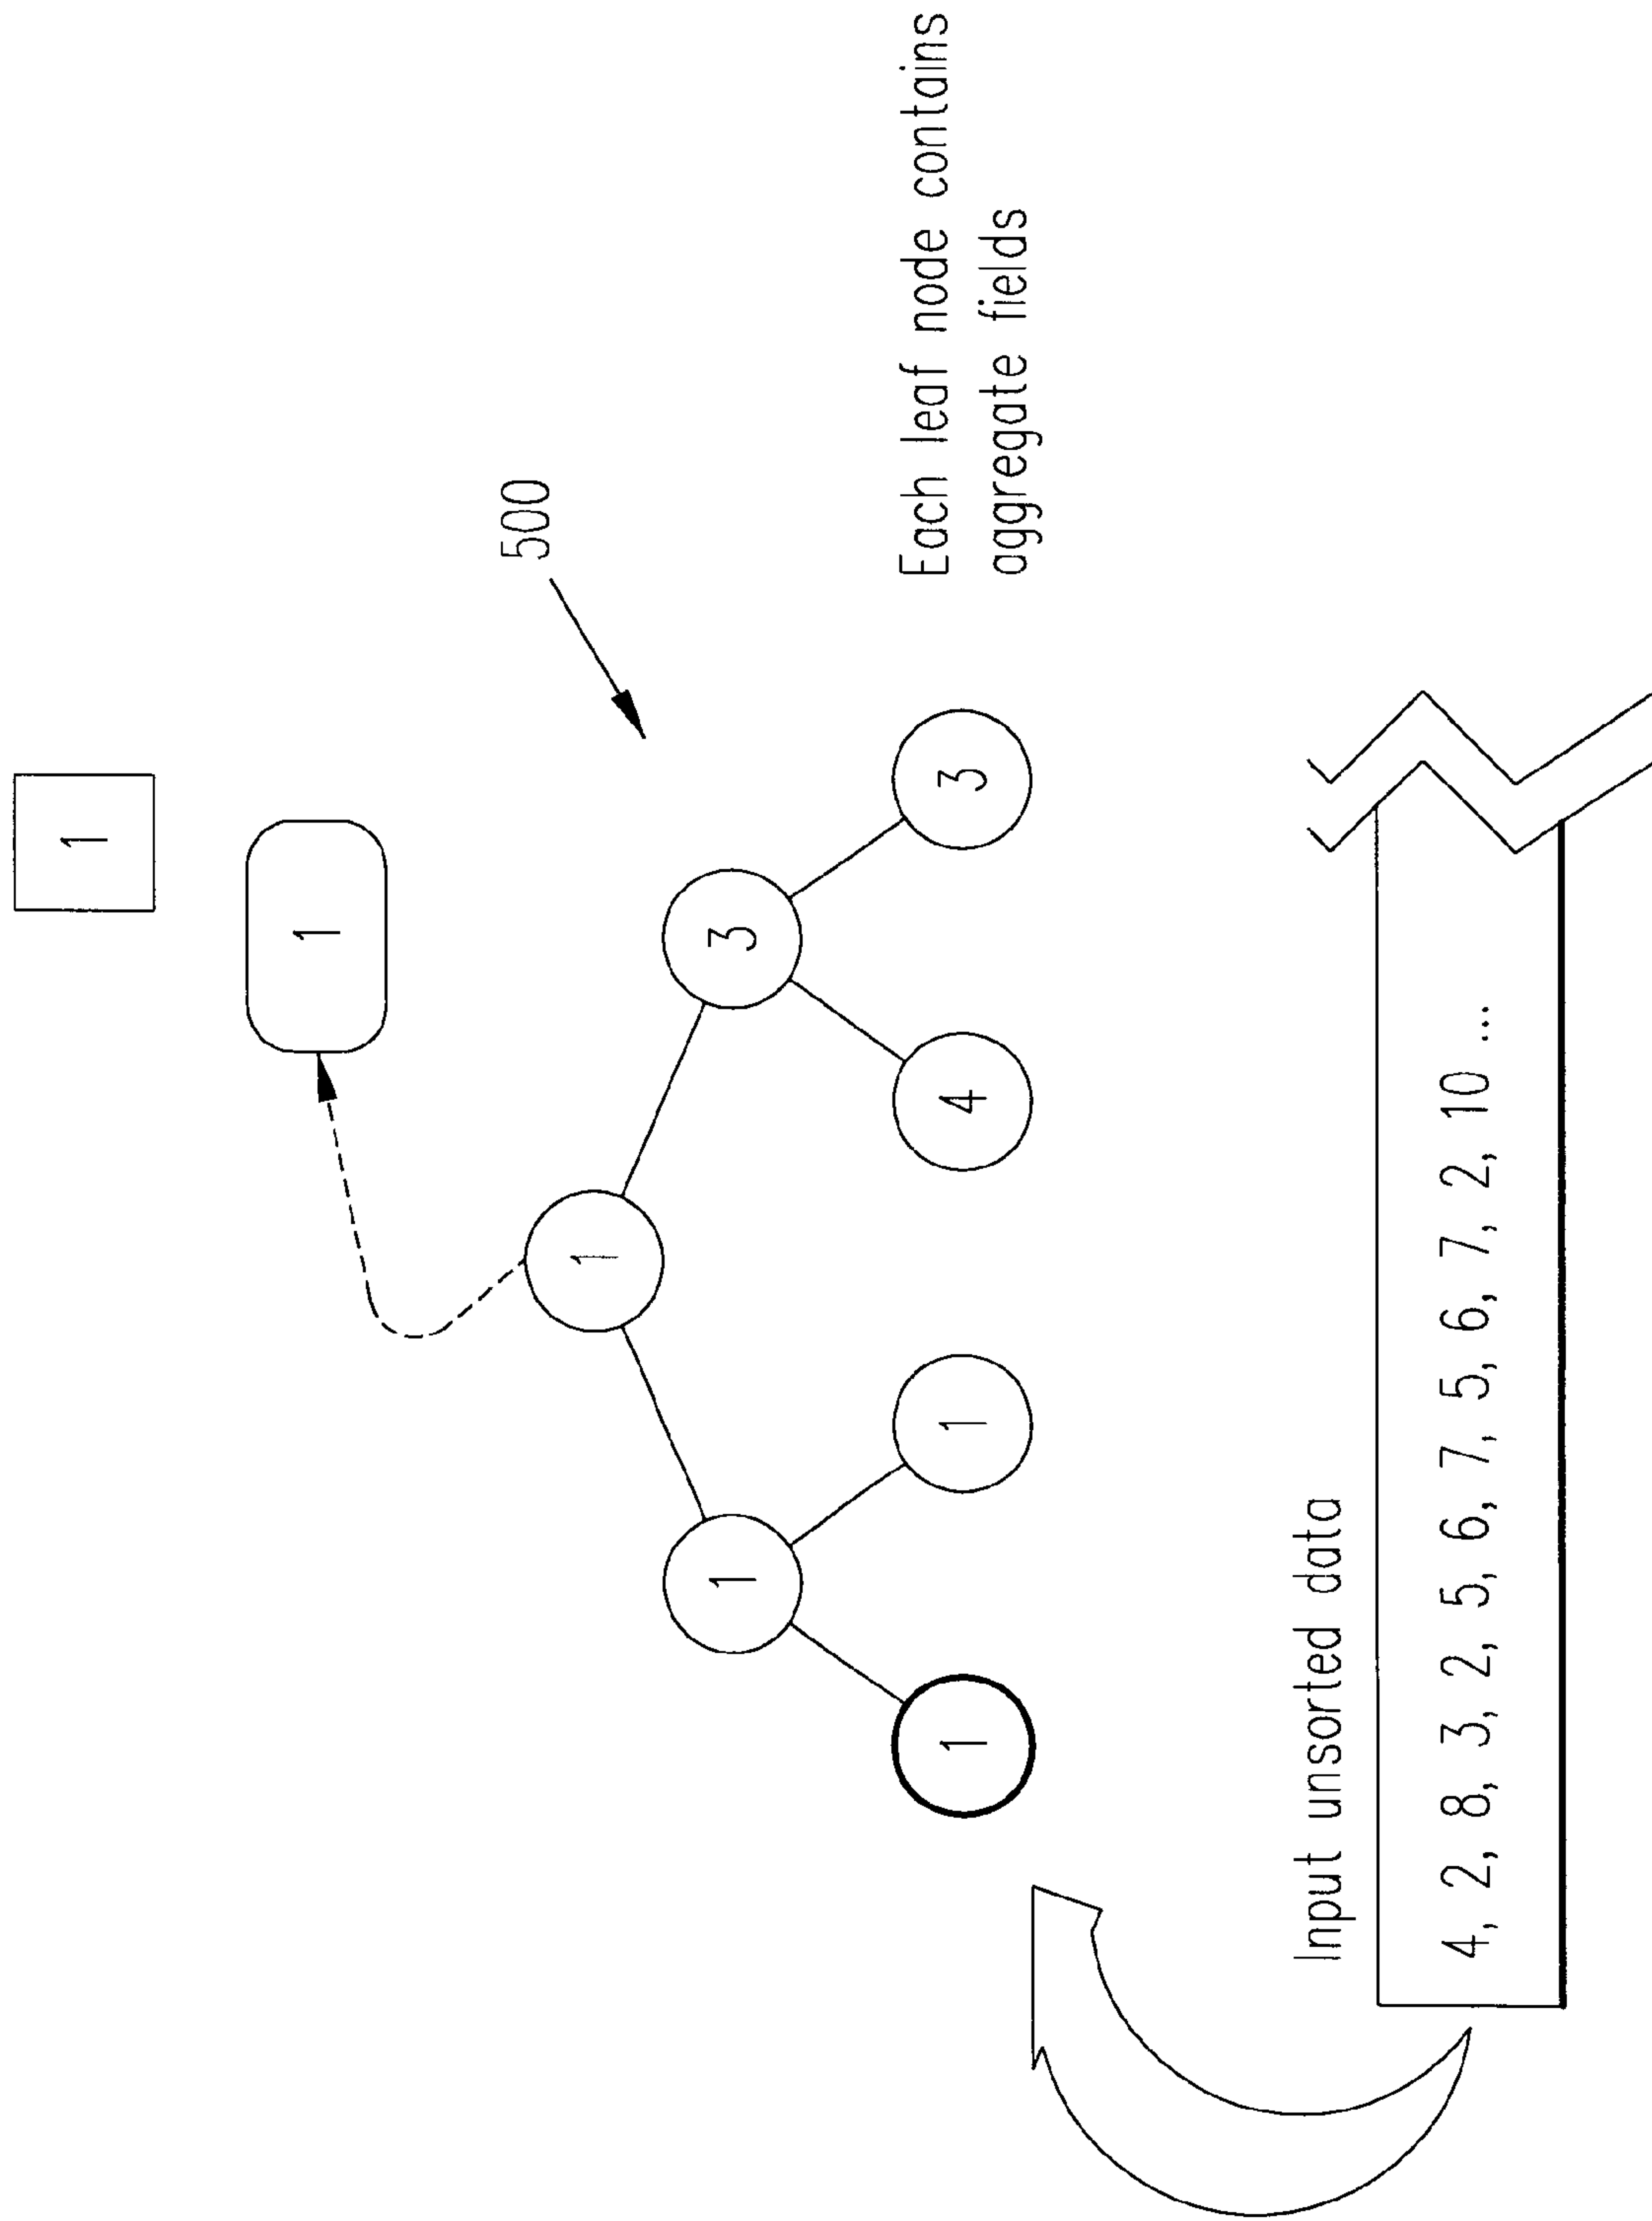 1
1
500
1
1
3
1
1
4
3
Each leaf node contains
aggregate fields
Input unsorted data
4, 2, 8, 3, 2, 5, 6, 7, 5, 6, 7, 2, 10 ...